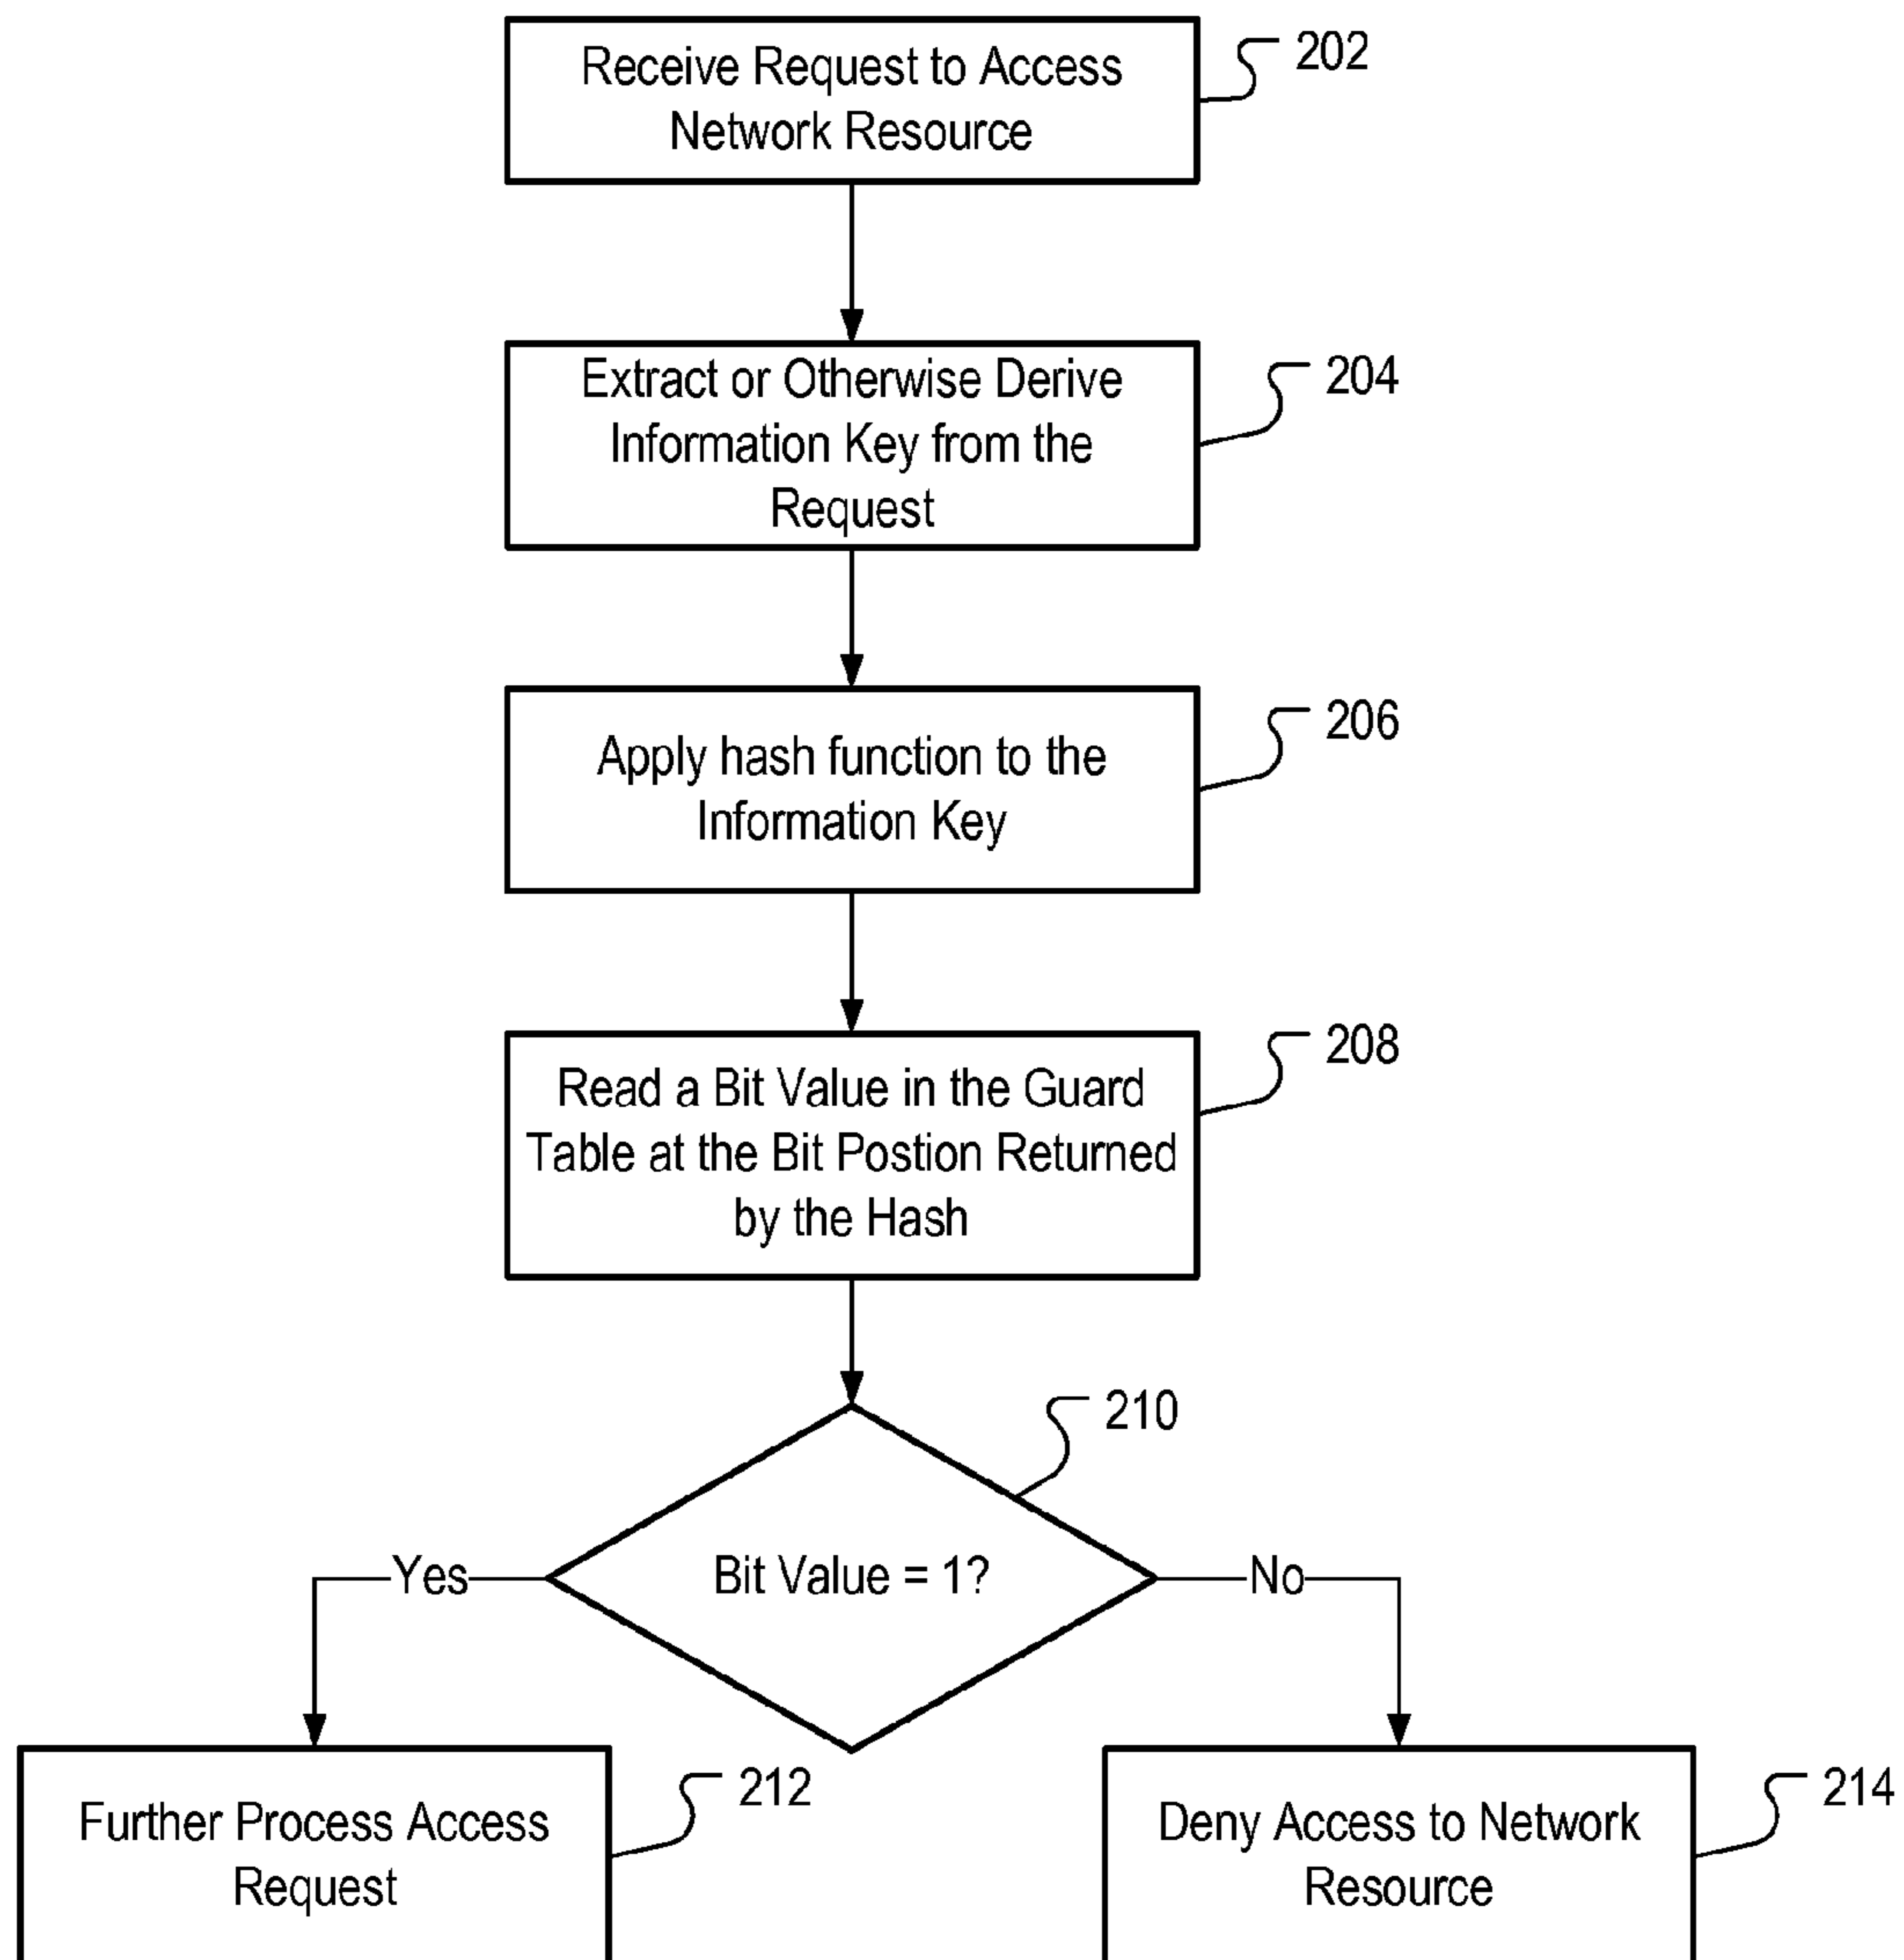 Receive Request to Access
Network Resource
202
Extract or Otherwise Derive
Information Key from the
Request
204
Apply hash function to the
Information Key
206
Read a Bit Value in the Guard
Table at the Bit Postion Returned
by the Hash
208
210
Yes
Bit Value = 1?
No
Further Process Access
Request
212
Deny Access to Network
Resource
214